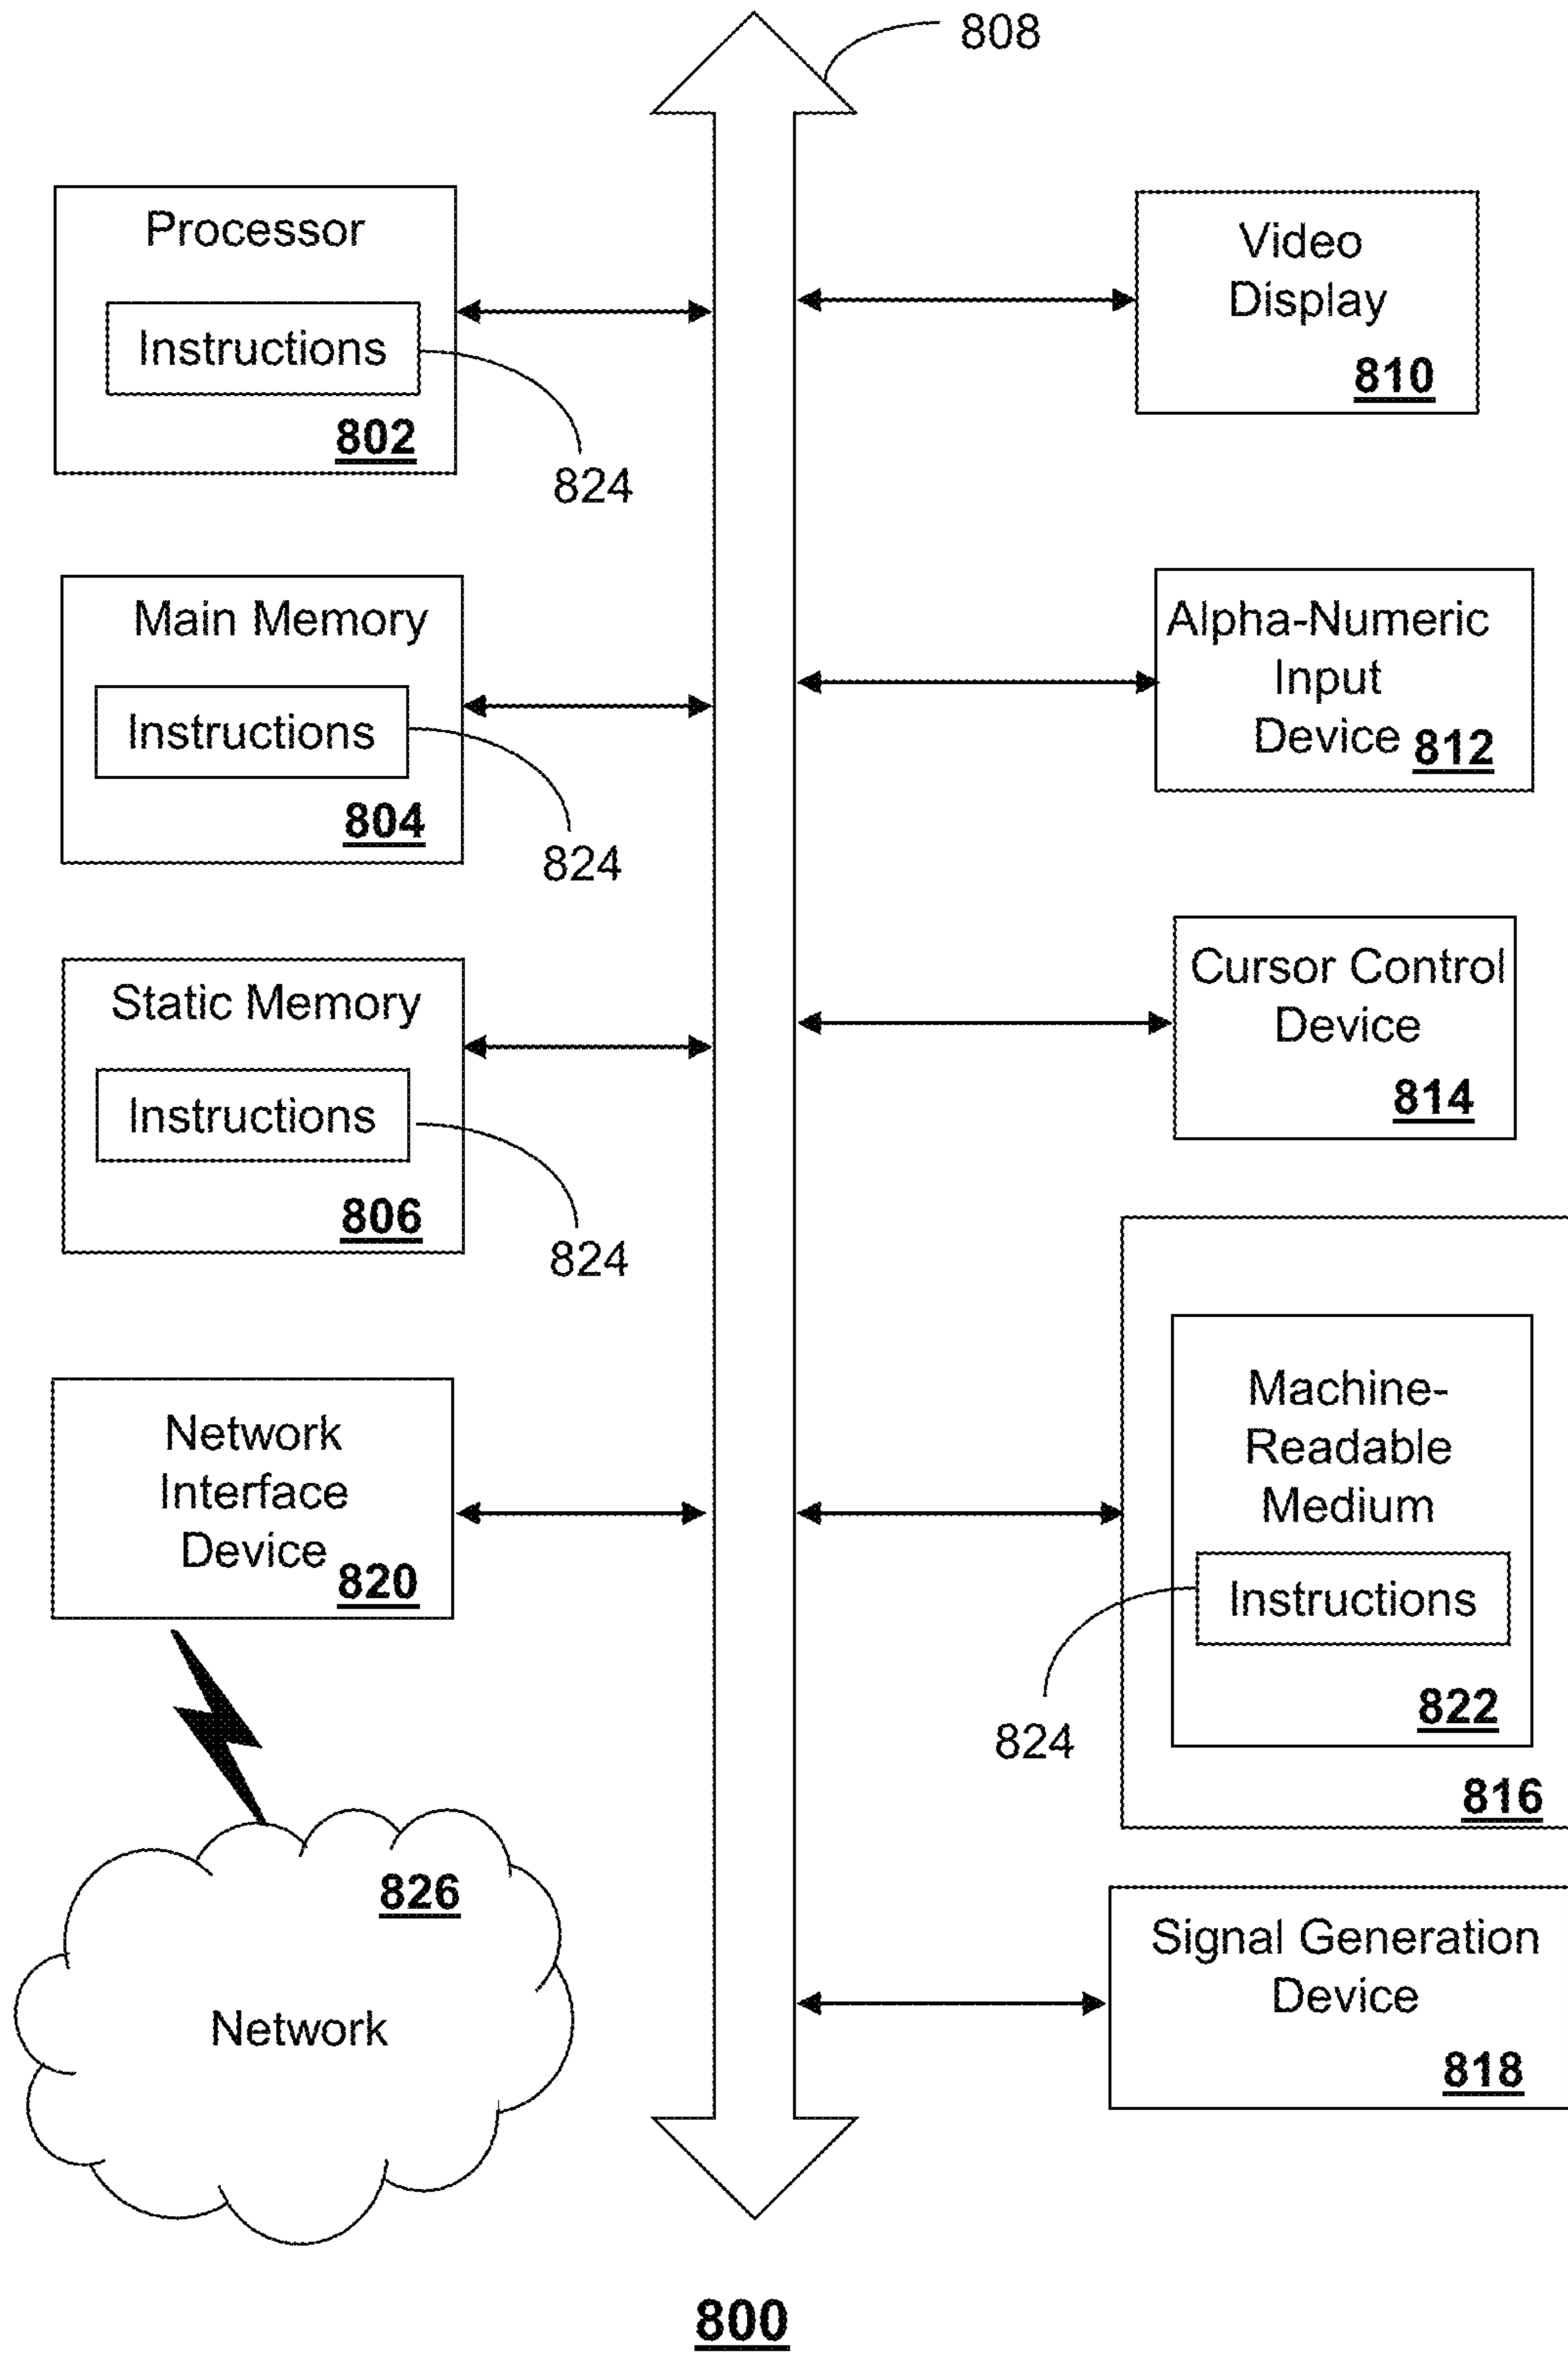 808
Processor
Instructions
802
824
Main Memory
Instructions
804
824
Static Memory
Instructions
806
824
Network
Interface
Device
820
826
Network
Video
Display
810
Alpha-Numeric
Input
Device 812
Cursor Control
Device
814
Machine-
Readable
Medium
Instructions
822
824
816
Signal Generation
Device
818
800